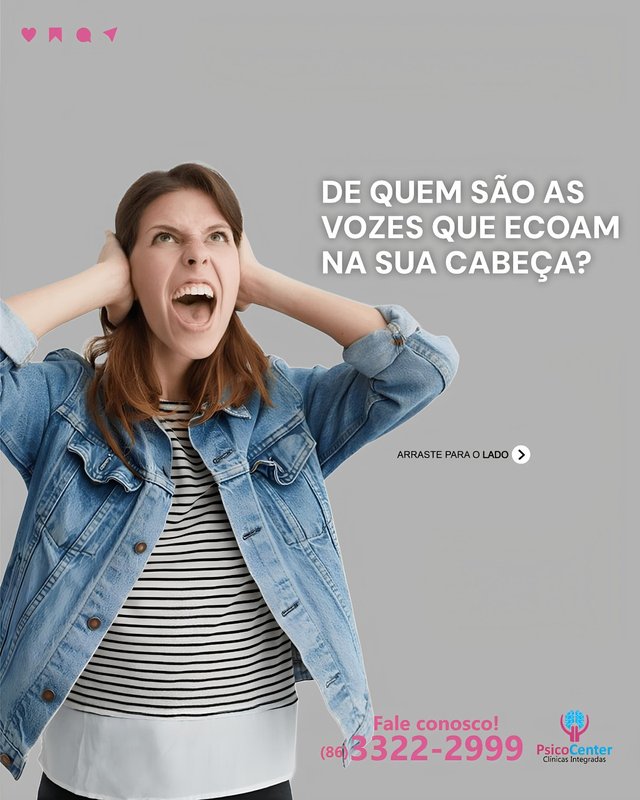 DE QUEM SÃO AS
VOZES QUE ECOAM
NA SUA CABEÇA?
ARRASTE PARA O LADO
Fale conosco!
(86)3322-2999
PsicoCenter
Clínicas Integradas